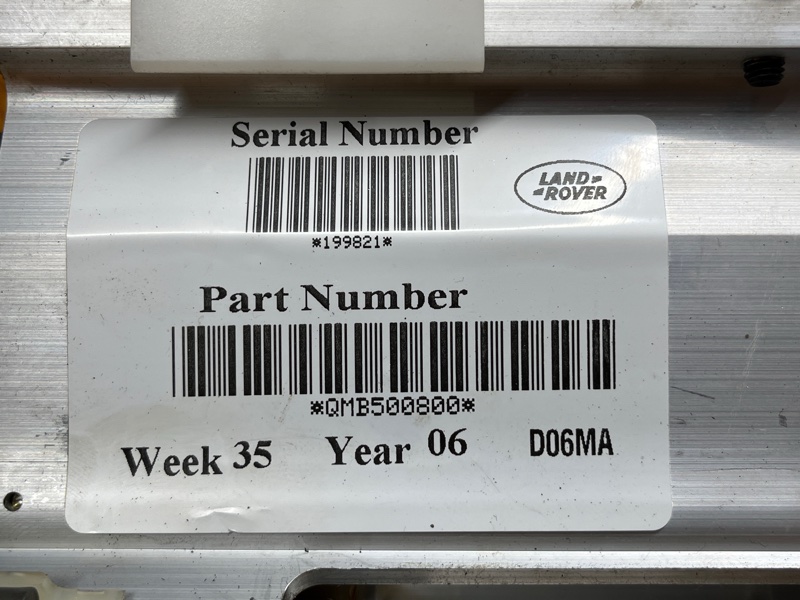 Serial Number
*199821*
LAND
ROVER
Part Number
*QMB500800*
Week 35 Year 06 D06MA